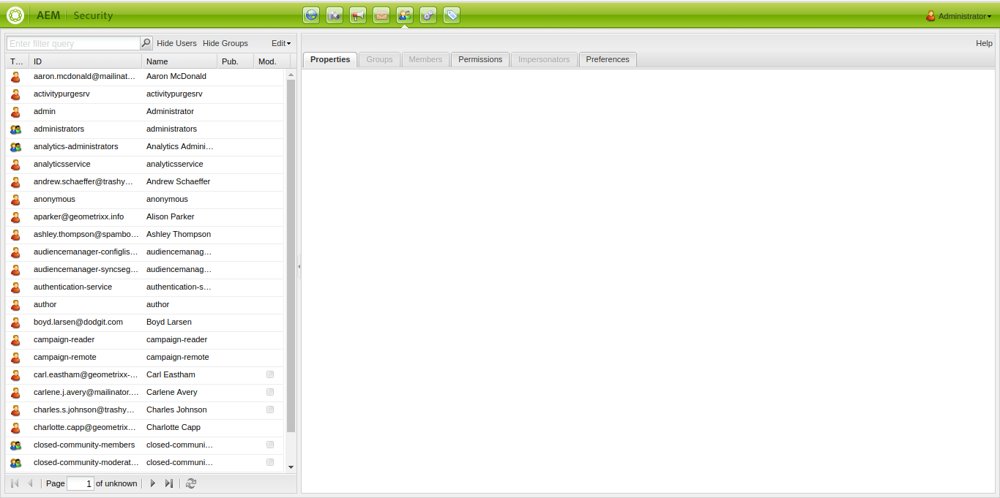 AEM Security Administrator
Enter filter query Hide Users Hide Groups Edit Help
Properties Groups Members Permissions Impersonators Preferences
T... ID Name Pub. Mod.
aaron.mcdonald@mailinat... Aaron McDonald
activitypurgesrv activitypurgesrv
admin Administrator
administrators administrators
analytics-administrators Analytics Admini...
analyticsservice analyticsservice
andrew.schaeffer@trashy... Andrew Schaeffer
anonymous anonymous
aparker@geometrixx.info Alison Parker
ashley.thompson@spambo... Ashley Thompson
audiencemanager-configlis... audiencemanag...
audiencemanager-syncseg... audiencemanag...
authentication-service authentication-s...
author author
boyd.larsen@dodgit.com Boyd Larsen
campaign-reader campaign-reader
campaign-remote campaign-remote
carl.eastham@geometrixx-... Carl Eastham
carlene.j.avery@mailinator.... Carlene Avery
charles.s.johnson@trashy... Charles Johnson
charlotte.capp@geometrix... Charlotte Capp
closed-community-members closed-communi...
closed-community-moderat... closed-communi...
Page 1 of unknown